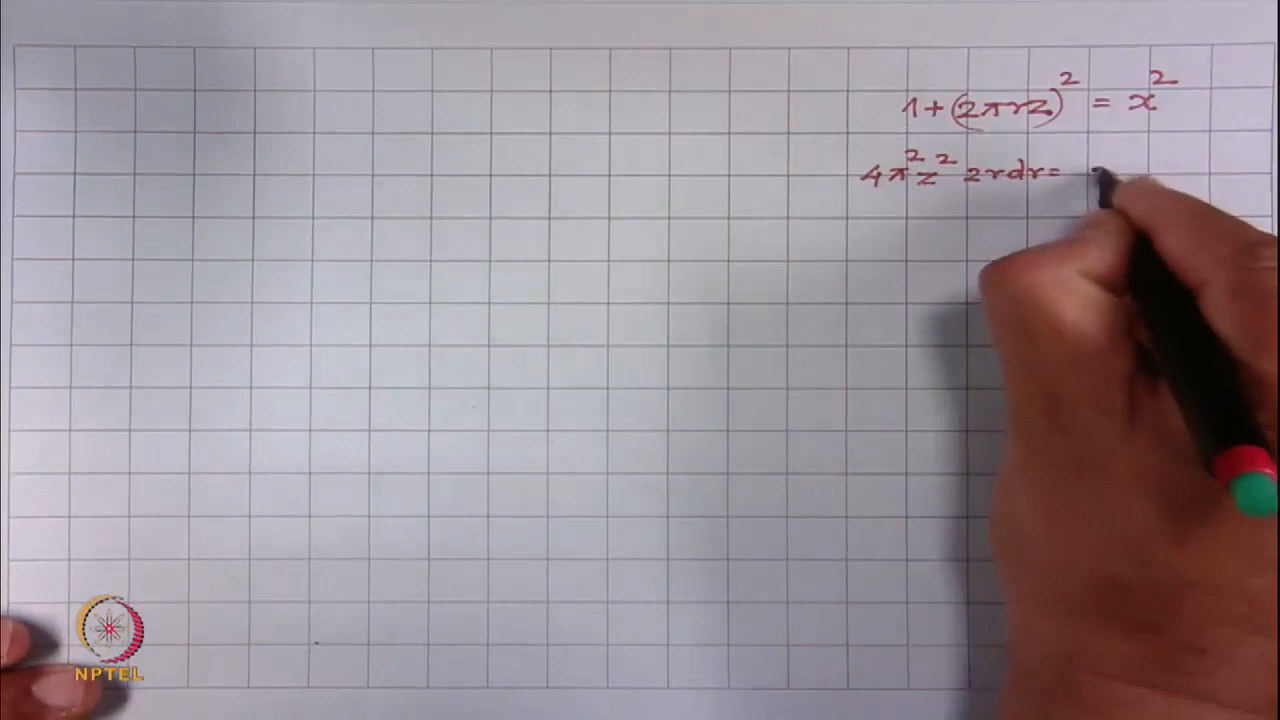 1 + (2πrz)² = x²
4π²z² 2rdr =
NPTEL